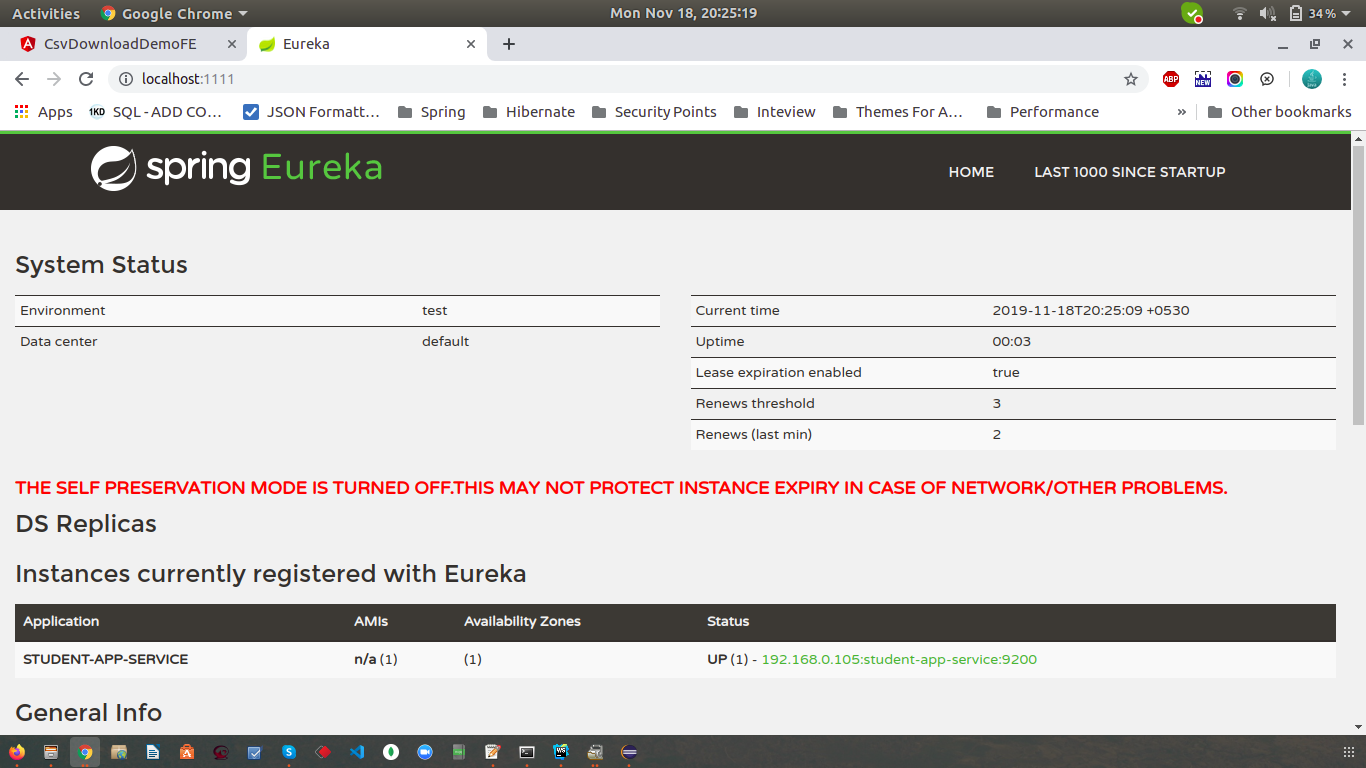 Activities Google Chrome Mon Nov 18, 20:25:19 34%
CsvDownloadDemoFE Eureka
localhost:1111 ABP NEW
Apps 1KD SQL - ADD CO... JSON Formatt... Spring Hibernate Security Points Inteview Themes For A... Performance » Other bookmarks
spring Eureka HOME LAST 1000 SINCE STARTUP
System Status
Environment test Current time 2019-11-18T20:25:09 +0530
Data center default Uptime 00:03
Lease expiration enabled true
Renews threshold 3
Renews (last min) 2
THE SELF PRESERVATION MODE IS TURNED OFF.THIS MAY NOT PROTECT INSTANCE EXPIRY IN CASE OF NETWORK/OTHER PROBLEMS.
DS Replicas
Instances currently registered with Eureka
Application AMIs Availability Zones Status
STUDENT-APP-SERVICE n/a (1) (1) UP (1) - 192.168.0.105:student-app-service:9200
General Info